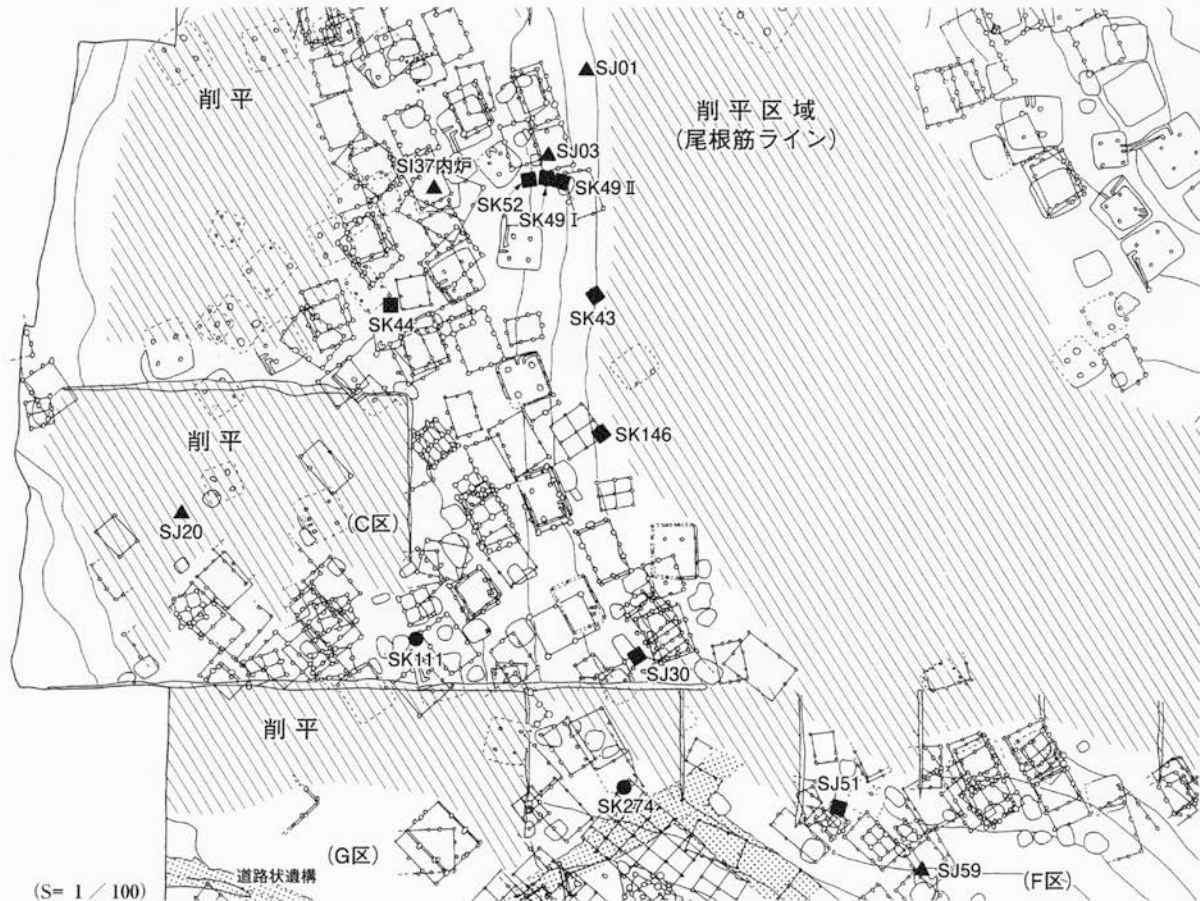 削平
SJ01
削平区域
(尾根筋ライン)
SJ03
SI37内炉
SK49Ⅱ
SK52
SK49Ⅰ
SK44
SK43
削平
SK146
SJ20
(C区)
SK111
SJ30
削平
SJ51
SK274
(G区)
SJ59
道路状遺構
(F区)
(S= 1 / 100)